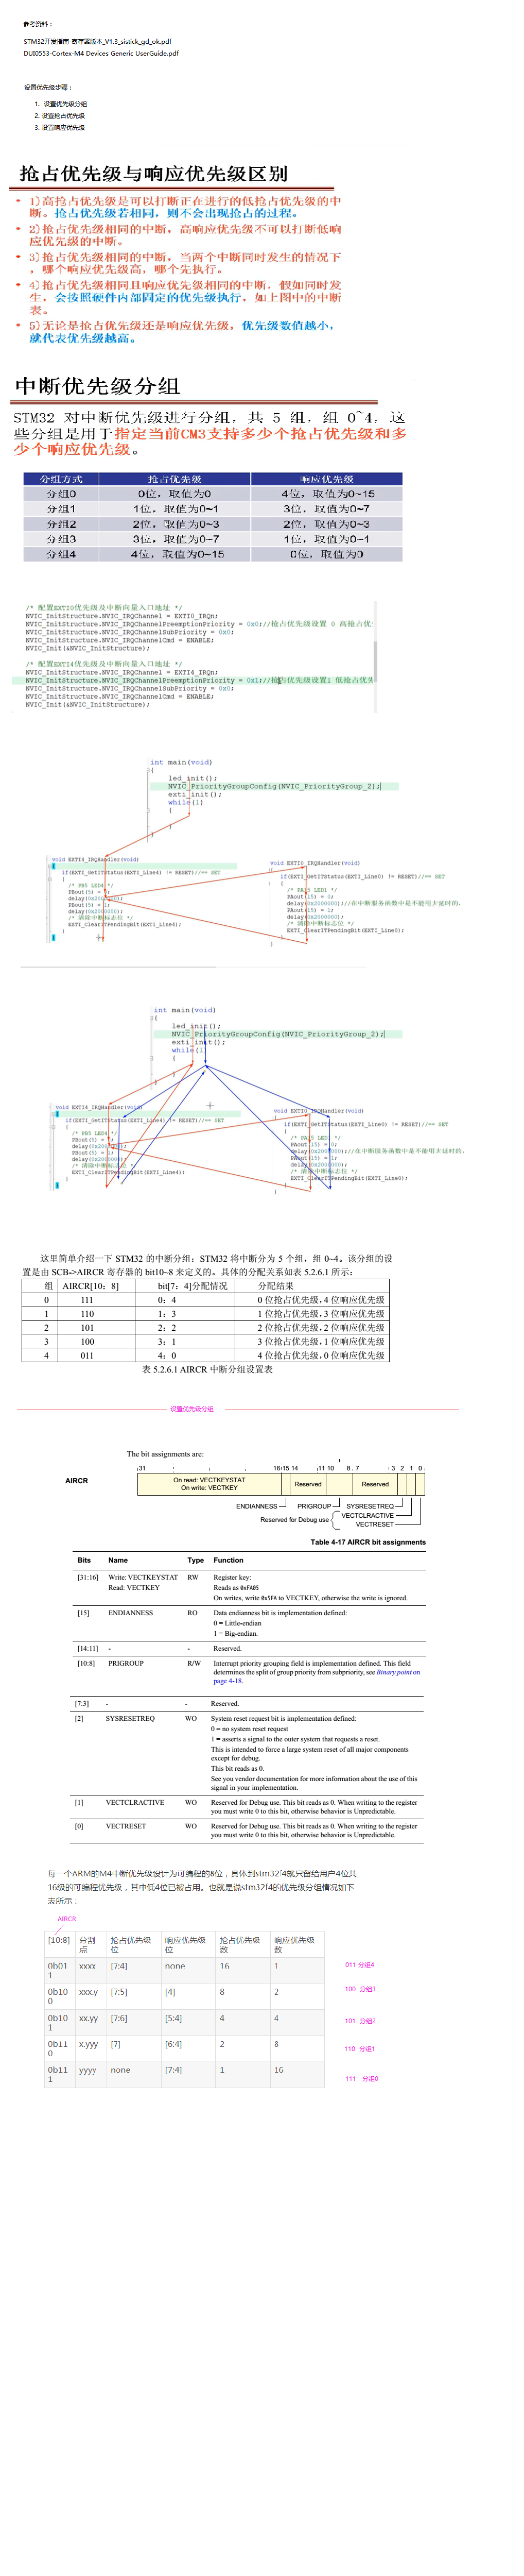 参考资料：
STM32开发指南-寄存器版本_V1.3_sistick_gd_ok.pdf
DUI0553-Cortex-M4 Devices Generic UserGuide.pdf
设置优先级步骤：
1. 设置优先级分组
2. 设置抢占优先级
3. 设置响应优先级
抢占优先级与响应优先级区别
• 1)高抢占优先级是可以打断正在进行的低抢占优先级的中
断。抢占优先级若相同，则不会出现抢占的过程。
• 2)抢占优先级相同的中断，高响应优先级不可以打断低响
应优先级的中断。
• 3)抢占优先级相同的中断，当两个中断同时发生的情况下
，哪个响应优先级高，哪个先执行。
• 4)抢占优先级相同且响应优先级相同的中断，假如同时发
生，会按照硬件内部固定的优先级执行，如上图中的中断
表。
• 5)无论是抢占优先级还是响应优先级，优先级数值越小，
就代表优先级越高。
中断优先级分组
STM32 对中断优先级进行分组，共 5 组，组 0~4。这
些分组是用于指定当前CM3支持多少个抢占优先级和多
少个响应优先级。
分组方式 抢占优先级 响应优先级
分组0 0位，取值为0 4位，取值为0~15
分组1 1位，取值为0~1 3位，取值为0~7
分组2 2位，取值为0~3 2位，取值为0~3
分组3 3位，取值为0~7 1位，取值为0~1
分组4 4位，取值为0~15 0位，取值为0
/* 配置EXTI0优先级及中断向量入口地址 */
NVIC_InitStructure.NVIC_IRQChannel = EXTI0_IRQn;
NVIC_InitStructure.NVIC_IRQChannelPreemptionPriority = 0x0;//抢占优先级设置 0 高抢占优
NVIC_InitStructure.NVIC_IRQChannelSubPriority = 0x0;
NVIC_InitStructure.NVIC_IRQChannelCmd = ENABLE;
NVIC_Init(&NVIC_InitStructure);
/* 配置EXTI4优先级及中断向量入口地址 */
NVIC_InitStructure.NVIC_IRQChannel = EXTI4_IRQn;
NVIC_InitStructure.NVIC_IRQChannelPreemptionPriority = 0x1;//抢占优先级设置1 低抢占优先
NVIC_InitStructure.NVIC_IRQChannelSubPriority = 0x0;
NVIC_InitStructure.NVIC_IRQChannelCmd = ENABLE;
NVIC_Init(&NVIC_InitStructure);
int main(void)
{
led_init();
NVIC_PriorityGroupConfig(NVIC_PriorityGroup_2);
exti_init();
while(1)
{
}
}
void EXTI4_IRQHandler(void)
{
if(EXTI_GetITStatus(EXTI_Line4) != RESET)//== SET
{
/* PB5 LED4 */
PBout(5) =
delay(0x2000000);
PBout(5) = 1;
delay(0x2000000);
/* 清除中断标志位 */
EXTI_ClearITPendingBit(EXTI_Line4);
}
}
void EXTI0_IRQHandler(void)
{
if(EXTI_GetITStatus(EXTI_Line0) != RESET)//== SET
{
/* PA15 LED1 */
PAout(15) = 0;
delay(0x2000000);//在中断服务函数中是不能用大延时的，
PAout(15) = 1;
delay(0x2000000);
/* 清除中断标志位 */
EXTI_ClearITPendingBit(EXTI_Line0);
}
}
int main(void)
{
led_init();
NVIC_PriorityGroupConfig(NVIC_PriorityGroup_2);
exti_init();
while(1)
{
}
}
void EXTI4_IRQHandler(void)
{
if(EXTI_GetITStatus(EXTI_Line4) != RESET)//== SET
{
/* PB5 LED4 */
PBout(5) =
delay(0x2000000);
PBout(5) =
delay(0x2000000);
/* 清除中断标志位 */
EXTI_ClearITPendingBit(EXTI_Line4);
}
}
void EXTI0_IRQHandler(void)
{
if(EXTI_GetITStatus(EXTI_Line0) != RESET)//== SET
{
/* PA15 LED1 */
PAout(15) = 0;
delay(0x2000000);//在中断服务函数中是不能用大延时的，
PAout(15) = 1;
delay(0x2000000);
/* 清除中断标志位 */
EXTI_ClearITPendingBit(EXTI_Line0);
}
}
这里简单介绍一下 STM32 的中断分组：STM32 将中断分为 5 个组，组 0~4。该分组的设
置是由 SCB->AIRCR 寄存器的 bit10~8 来定义的。具体的分配关系如表 5.2.6.1 所示：
组 AIRCR[10：8] bit[7：4]分配情况 分配结果
0 111 0：4 0 位抢占优先级,4 位响应优先级
1 110 1：3 1 位抢占优先级,3 位响应优先级
2 101 2：2 2 位抢占优先级,2 位响应优先级
3 100 3：1 3 位抢占优先级,1 位响应优先级
4 011 4：0 4 位抢占优先级,0 位响应优先级
表 5.2.6.1 AIRCR 中断分组设置表
设置优先级分组
The bit assignments are:
31 16 15 14 11 10 8 7 3 2 1 0
AIRCR
On read: VECTKEYSTAT
On write: VECTKEY
Reserved
Reserved
ENDIANNESS PRIGROUP SYSRESETREQ
Reserved for Debug use VECTCLRACTIVE
VECTRESET
Table 4-17 AIRCR bit assignments
Bits Name Type Function
[31:16] Write: VECTKEYSTAT RW Register key:
Read: VECTKEY Reads as 0xFA05
On writes, write 0x5FA to VECTKEY, otherwise the write is ignored.
[15] ENDIANNESS RO Data endianness bit is implementation defined:
0 = Little-endian
1 = Big-endian.
[14:11] - - Reserved.
[10:8] PRIGROUP R/W Interrupt priority grouping field is implementation defined. This field
determines the split of group priority from subpriority, see Binary point on
page 4-18.
[7:3] - - Reserved.
[2] SYSRESETREQ WO System reset request bit is implementation defined:
0 = no system reset request
1 = asserts a signal to the outer system that requests a reset.
This is intended to force a large system reset of all major components
except for debug.
This bit reads as 0.
See you vendor documentation for more information about the use of this
signal in your implementation.
[1] VECTCLRACTIVE WO Reserved for Debug use. This bit reads as 0. When writing to the register
you must write 0 to this bit, otherwise behavior is Unpredictable.
[0] VECTRESET WO Reserved for Debug use. This bit reads as 0. When writing to the register
you must write 0 to this bit, otherwise behavior is Unpredictable.
每一个ARM的M4中断优先级设计为可编程的8位，具体到stm32f4就只留给用户4位共
16级的可编程优先级，其中低4位已被占用。也就是说stm32f4的优先级分组情况如下
表所示：
AIRCR
[10:8] 分割点 抢占优先级位 响应优先级位 抢占优先级数 响应优先级数
0b011 xxxx [7:4] none 16 1
011 分组4
0b100 xxx.y [7:5] [4] 8 2
100 分组3
0b101 xx.yy [7:6] [5:4] 4 4
101 分组2
0b110 x.yyy [7] [6:4] 2 8
110 分组1
0b111 yyyy none [7:4] 1 16
111 分组0